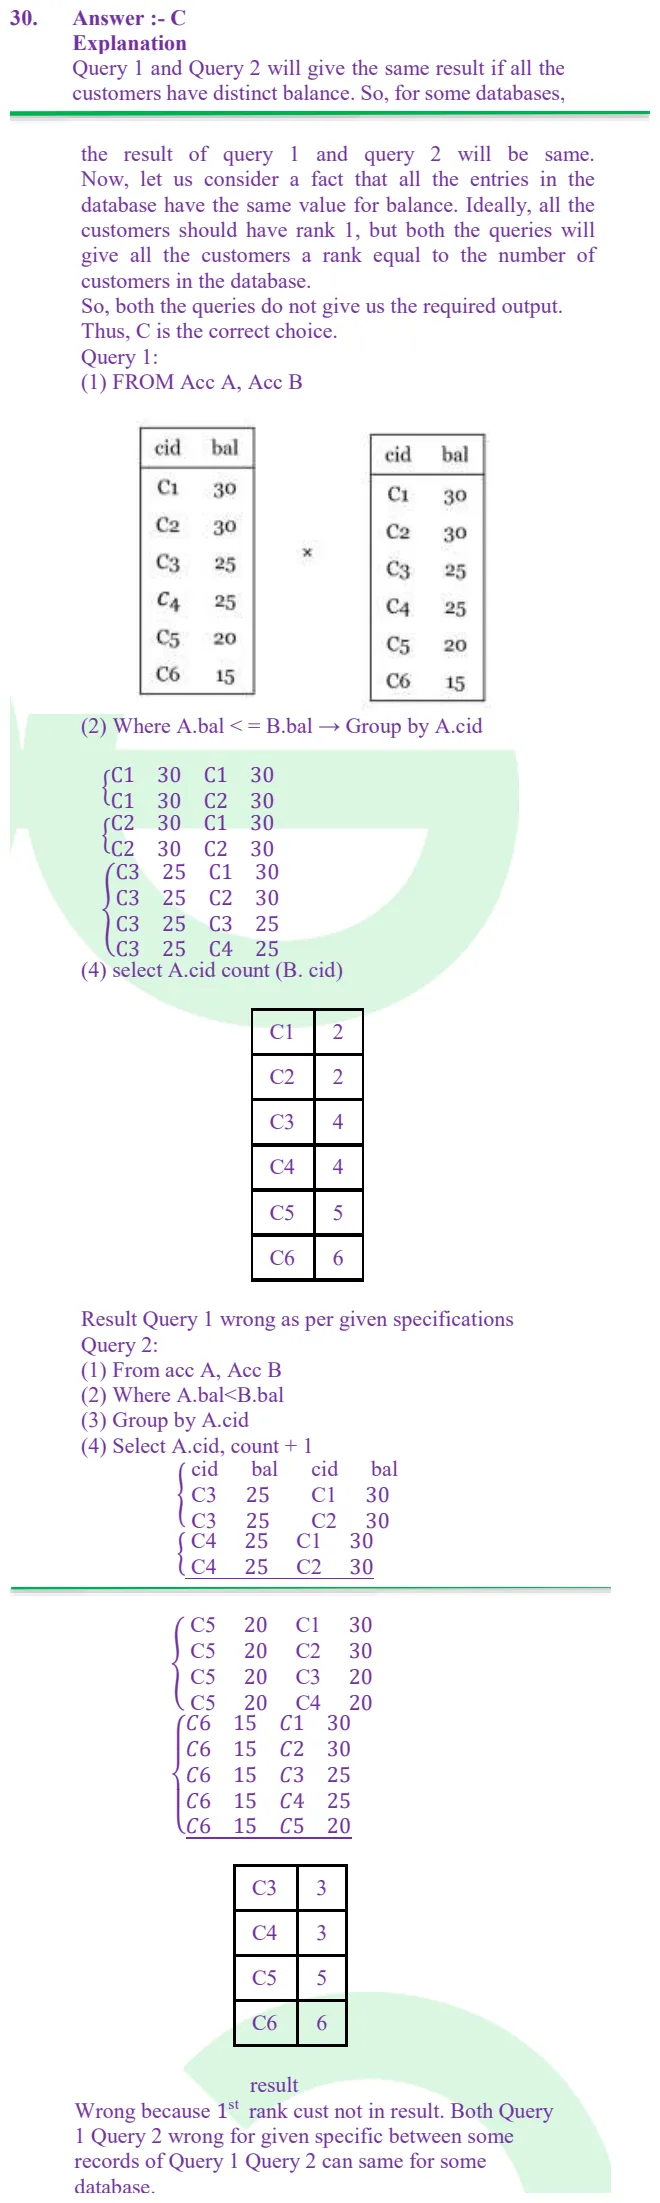 30. Answer :- C
Explanation
Query 1 and Query 2 will give the same result if all the
customers have distinct balance. So, for some databases,
the result of query 1 and query 2 will be same.
Now, let us consider a fact that all the entries in the
database have the same value for balance. Ideally, all the
customers should have rank 1, but both the queries will
give all the customers a rank equal to the number of
customers in the database.
So, both the queries do not give us the required output.
Thus, C is the correct choice.
Query 1:
(1) FROM Acc A, Acc B
cid bal
C1 30
C2 30
C3 25
C4 25
C5 20
C6 15
×
cid bal
C1 30
C2 30
C3 25
C4 25
C5 20
C6 15
(2) Where A.bal < = B.bal → Group by A.cid
C1 30 C1 30
C1 30 C2 30
C2 30 C1 30
C2 30 C2 30
C3 25 C1 30
C3 25 C2 30
C3 25 C3 25
C3 25 C4 25
(4) select A.cid count (B. cid)
C1 2
C2 2
C3 4
C4 4
C5 5
C6 6
Result Query 1 wrong as per given specifications
Query 2:
(1) From acc A, Acc B
(2) Where A.bal<B.bal
(3) Group by A.cid
(4) Select A.cid, count + 1
cid bal cid bal
C3 25 C1 30
C3 25 C2 30
C4 25 C1 30
C4 25 C2 30
C5 20 C1 30
C5 20 C2 30
C5 20 C3 20
C5 20 C4 20
C6 15 C1 30
C6 15 C2 30
C6 15 C3 25
C6 15 C4 25
C6 15 C5 20
C3 3
C4 3
C5 5
C6 6
result
Wrong because 1st rank cust not in result. Both Query
1 Query 2 wrong for given specific between some
records of Query 1 Query 2 can same for some
database.